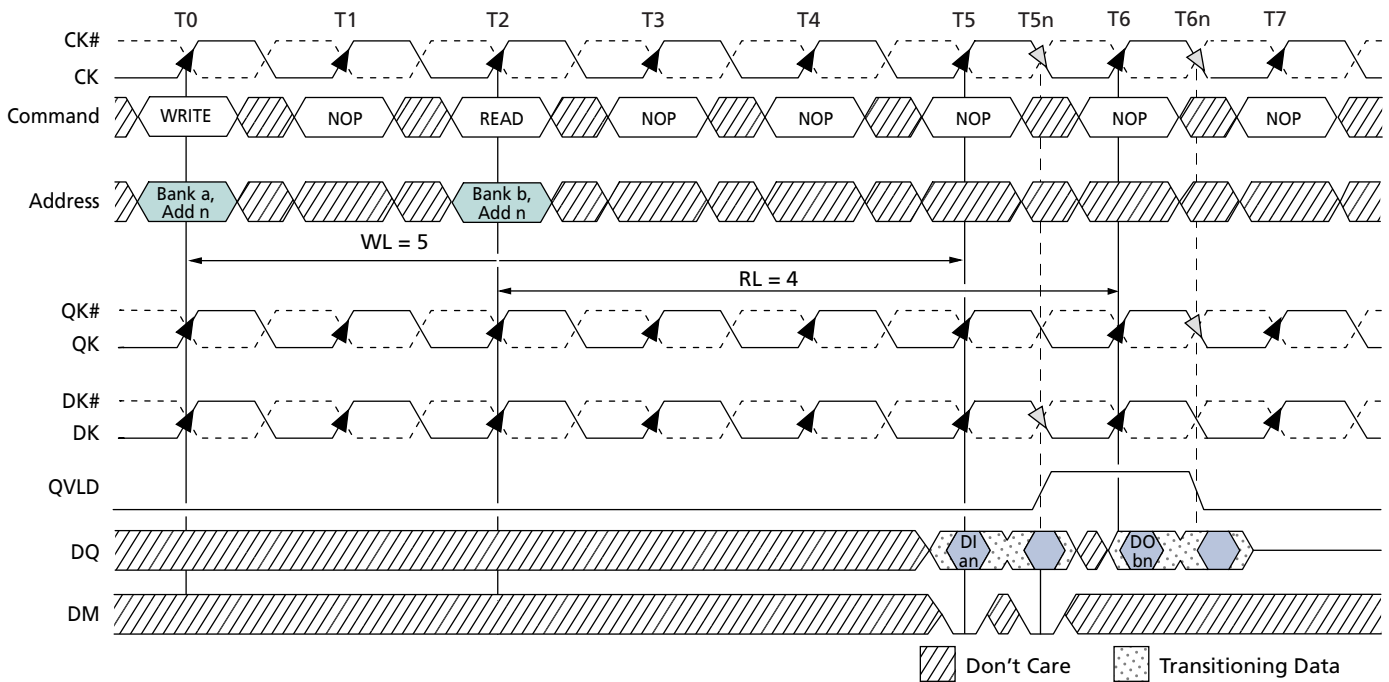 T0 T1 T2 T3 T4 T5 T5n T6 T6n T7
CK#
CK
Command WRITE NOP READ NOP NOP NOP NOP NOP
Address Bank a, Add n Bank b, Add n
WL = 5
RL = 4
QK#
QK
DK#
DK
QVLD
DQ DI an DO bn
DM
Don't Care Transitioning Data